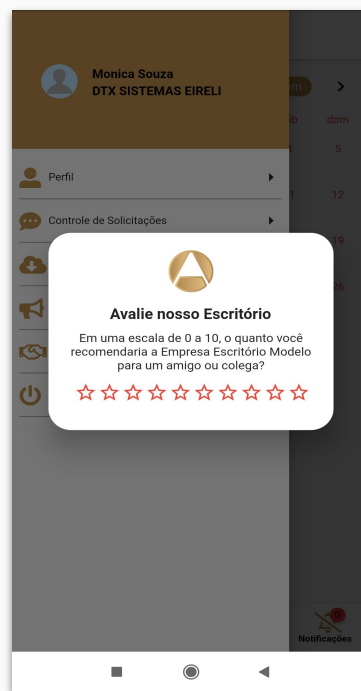 Monica Souza
DTX SISTEMAS EIRELI
dom.
5
Perfil
12
Controle de Solicitações
19
Avalie nosso Escritório
26
Em uma escala de 0 a 10, o quanto você
recomendaria a Empresa Escritório Modelo
para um amigo ou colega?
0
Notificações